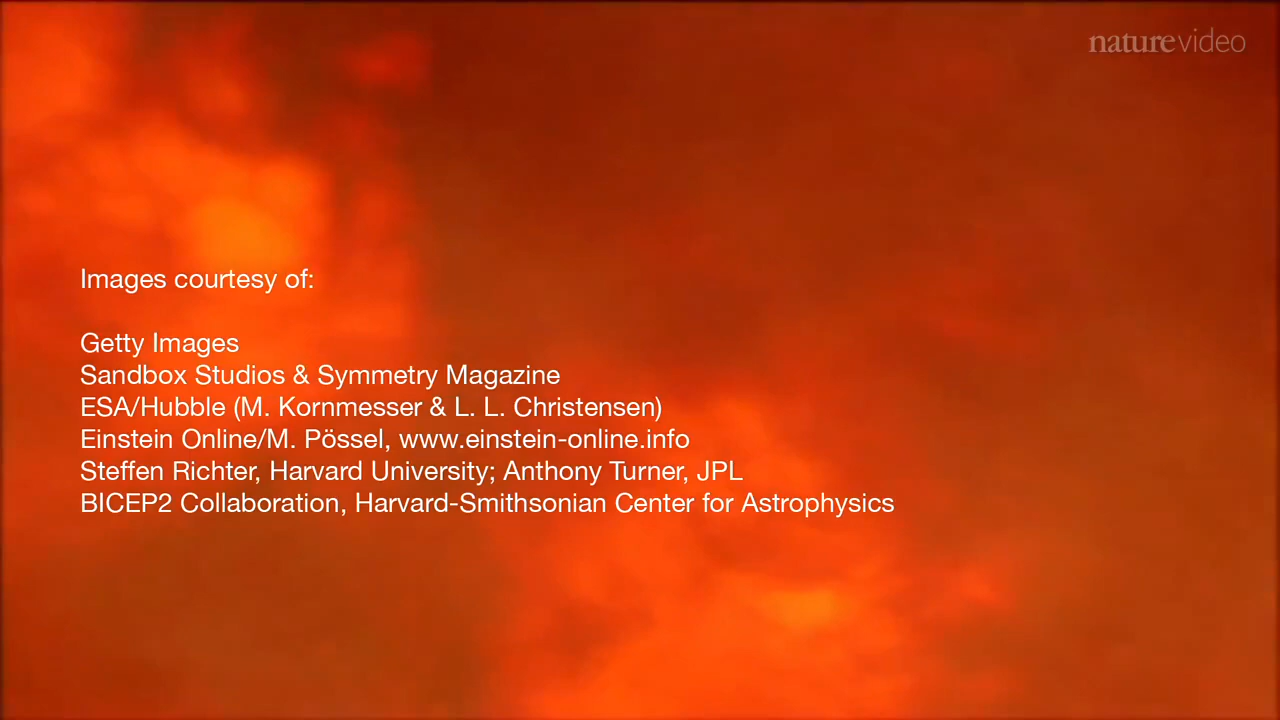 naturevideo
Images courtesy of:
Getty Images
Sandbox Studios & Symmetry Magazine
ESA/Hubble (M. Kornmesser & L. L. Christensen)
Einstein Online/M. Pössel, www.einstein-online.info
Steffen Richter, Harvard University; Anthony Turner, JPL
BICEP2 Collaboration, Harvard-Smithsonian Center for Astrophysics